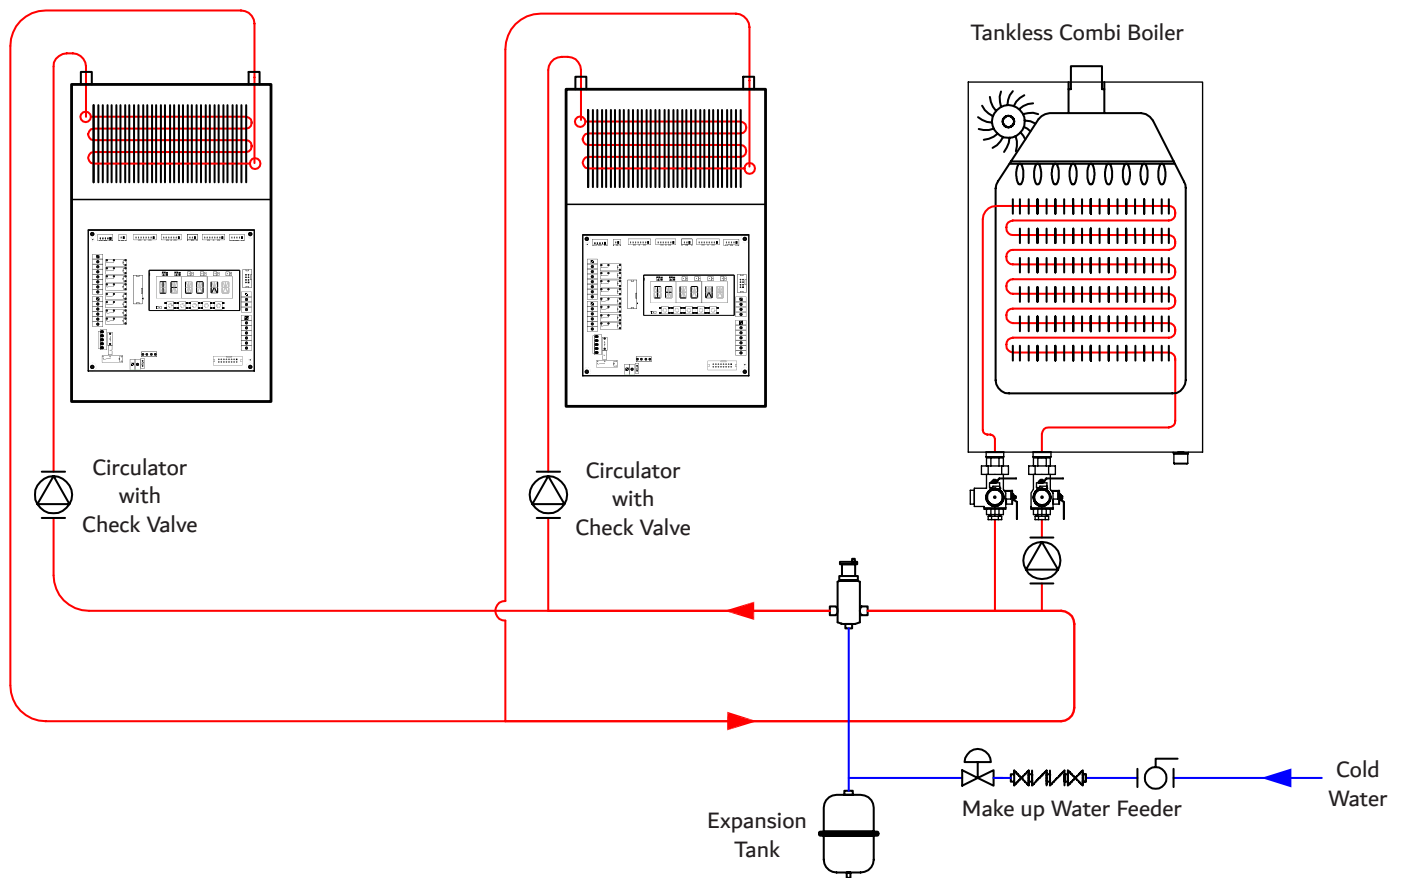 Tankless Combi Boiler
Circulator
with
Check Valve
Circulator
with
Check Valve
Cold
Water
Make up Water Feeder
Expansion
Tank